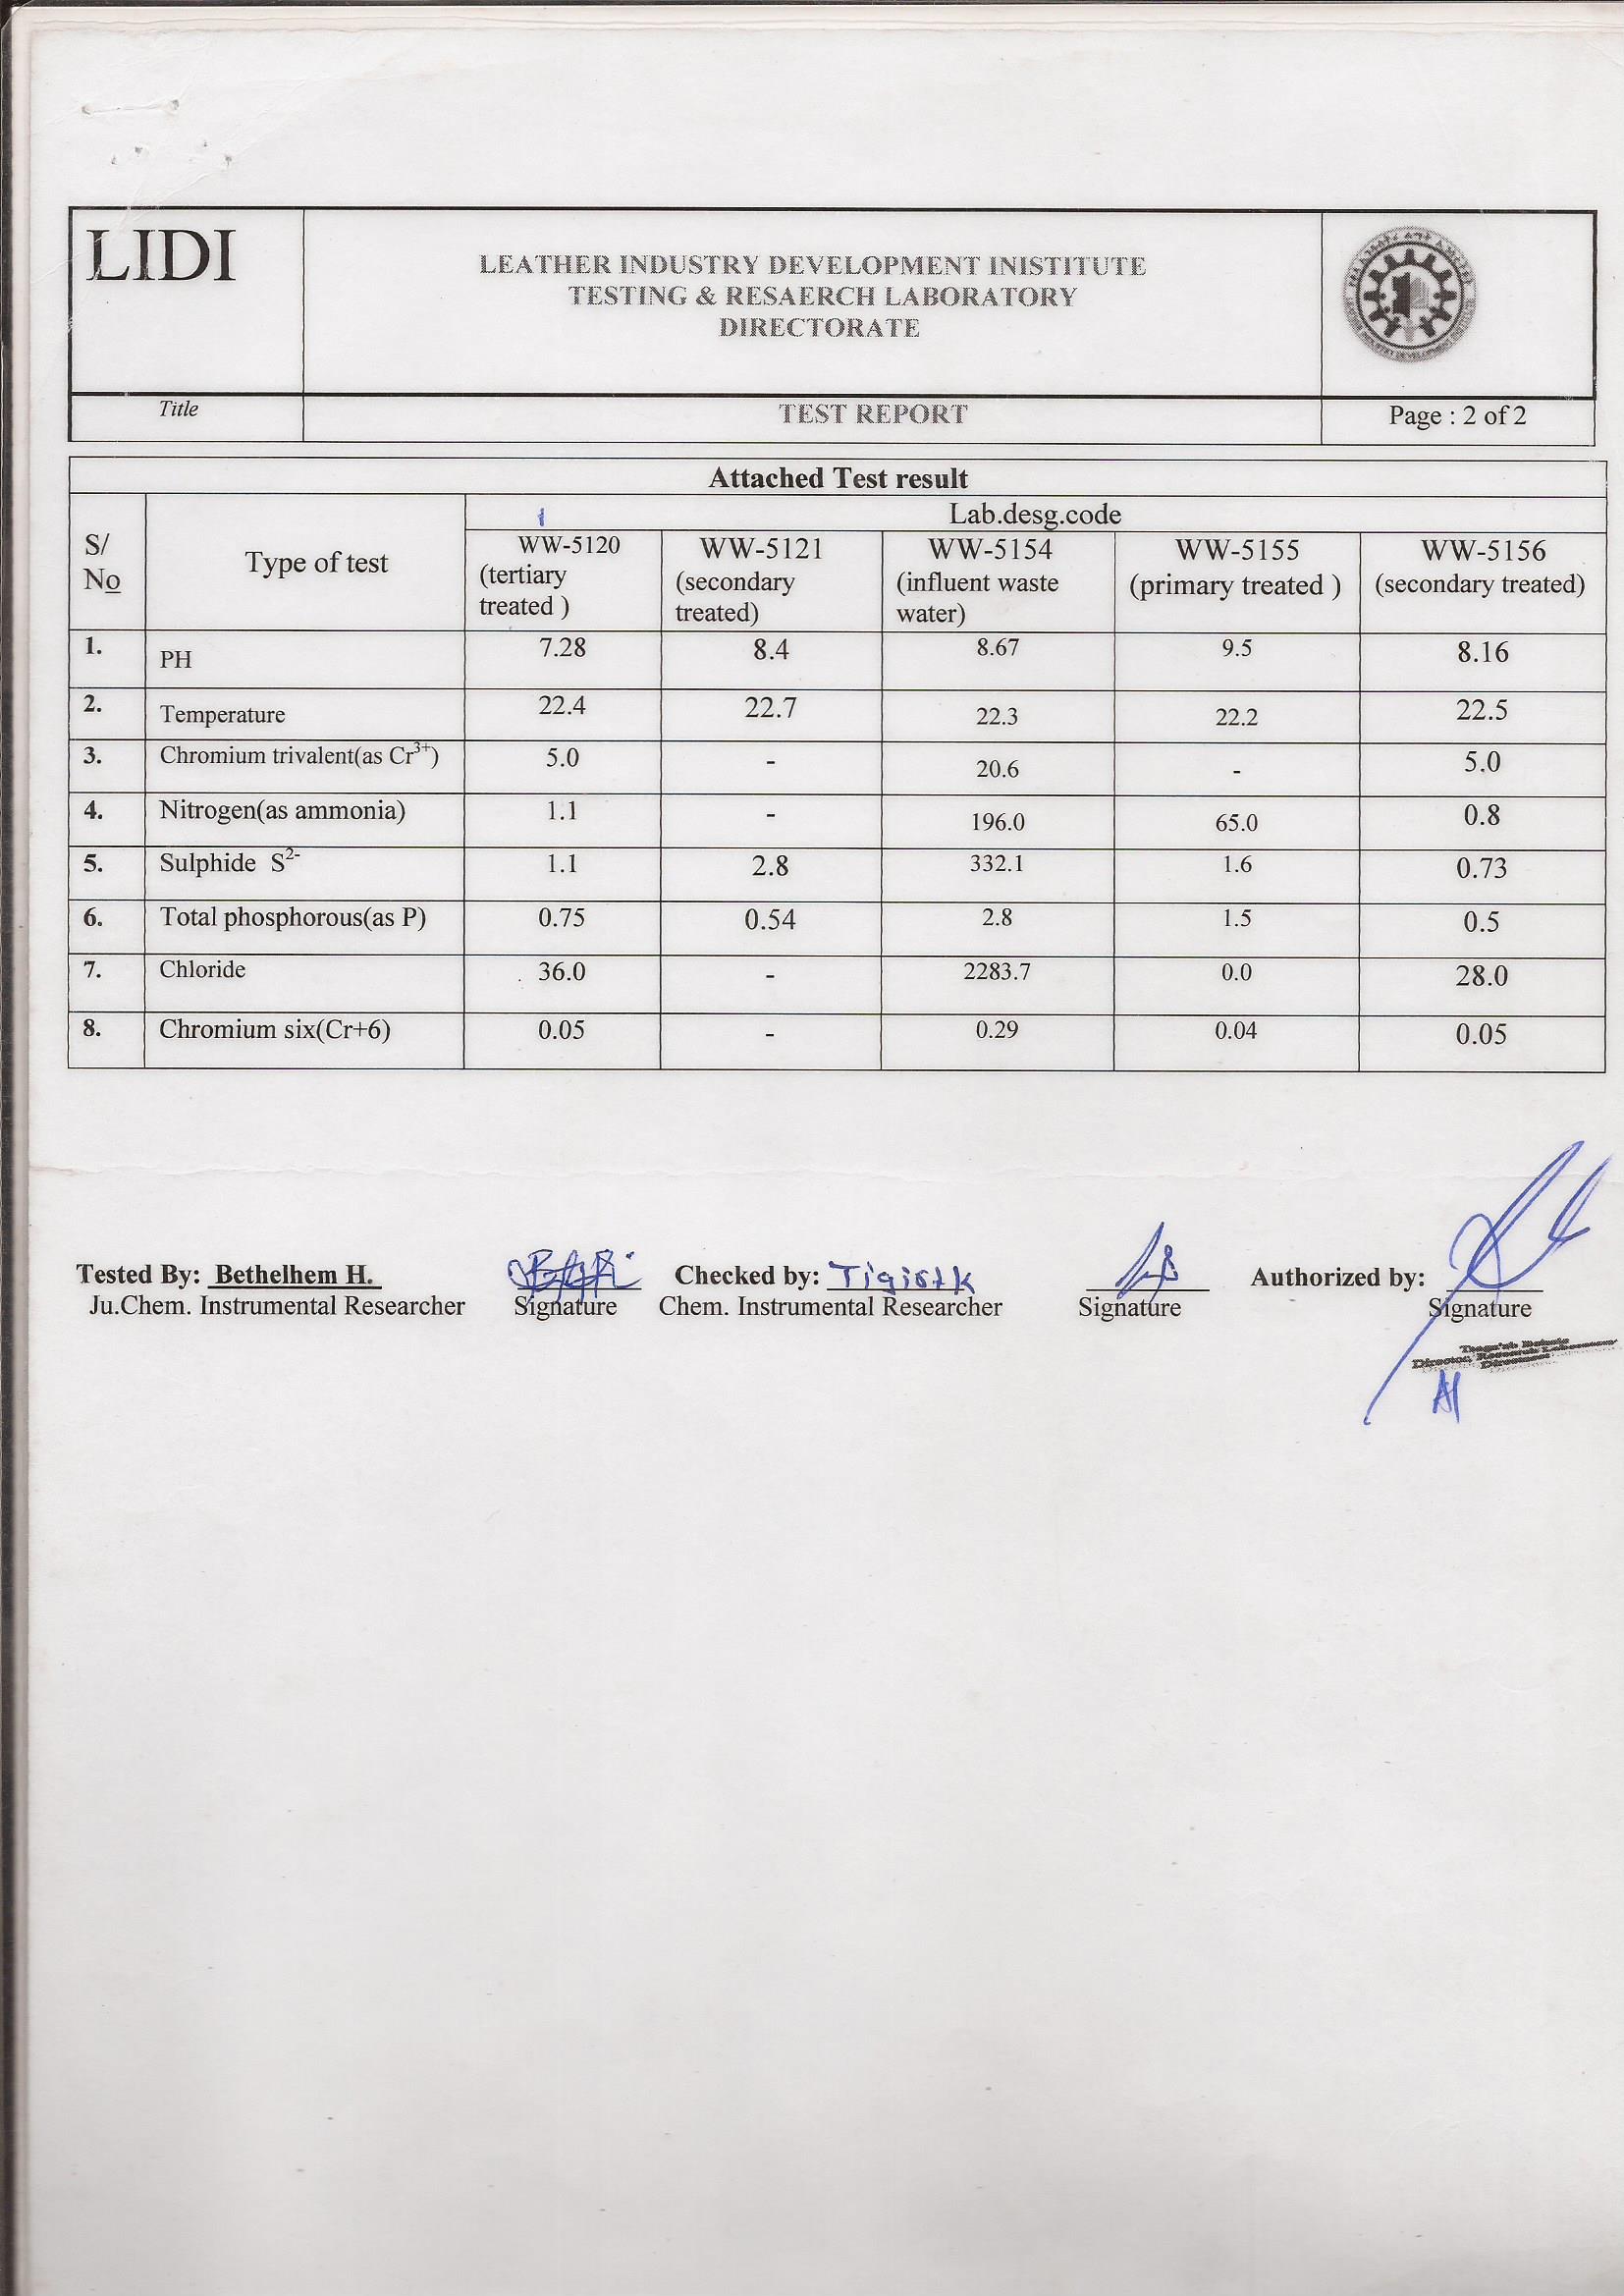 LIDI
LEATHER INDUSTRY DEVELOPMENT INISTITUTE
TESTING & RESAERCH LABORATORY
DIRECTORATE
Title
TEST REPORT
Page : 2 of 2
Attached Test result
S/
No
Type of test
Lab.desg.code
WW-5120
(tertiary
treated )
WW-5121
(secondary
treated)
WW-5154
(influent waste
water)
WW-5155
(primary treated )
WW-5156
(secondary treated)
1. PH 7.28 8.4 8.67 9.5 8.16
2. Temperature 22.4 22.7 22.3 22.2 22.5
3. Chromium trivalent(as Cr3+) 5.0 - 20.6 - 5.0
4. Nitrogen(as ammonia) 1.1 - 196.0 65.0 0.8
5. Sulphide S2- 1.1 2.8 332.1 1.6 0.73
6. Total phosphorous(as P) 0.75 0.54 2.8 1.5 0.5
7. Chloride 36.0 - 2283.7 0.0 28.0
8. Chromium six(Cr+6) 0.05 - 0.29 0.04 0.05
Tested By: Bethelhem H. Checked by: Tigist k Authorized by:
Ju.Chem. Instrumental Researcher Signature Chem. Instrumental Researcher Signature Signature
Director, Research Laboratory